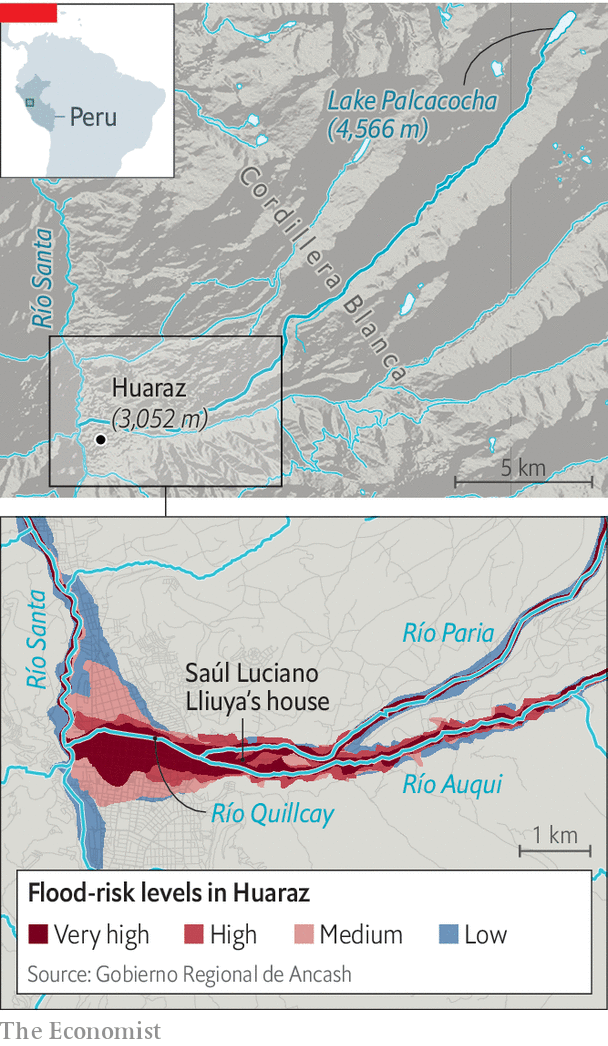 Peru
Lake Palcacocha
(4,566 m)
Cordillera Blanca
Río Santa
Huaraz
(3,052 m)
5 km
Río Santa
Río Paria
Saúl Luciano
Lliuya’s house
Río Auqui
Río Quillcay
1 km
Flood-risk levels in Huaraz
Very high
High
Medium
Low
Source: Gobierno Regional de Ancash
The Economist